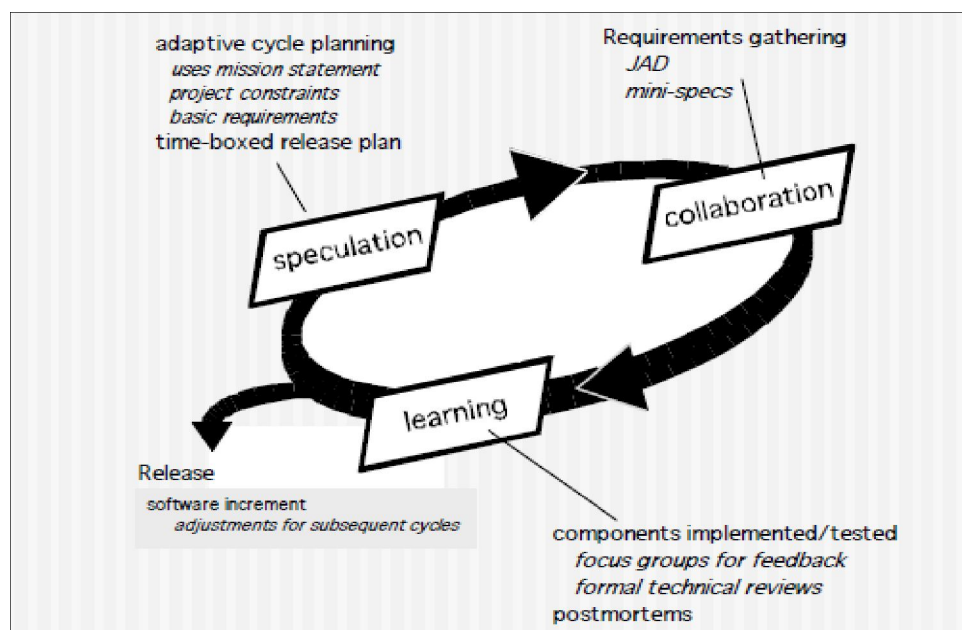 adaptive cycle planning
uses mission statement
project constraints
basic requirements
time-boxed release plan
Requirements gathering
JAD
mini-specs
speculation
collaboration
learning
Release
software increment
adjustments for subsequent cycles
components implemented/tested
focus groups for feedback
formal technical reviews
postmortems